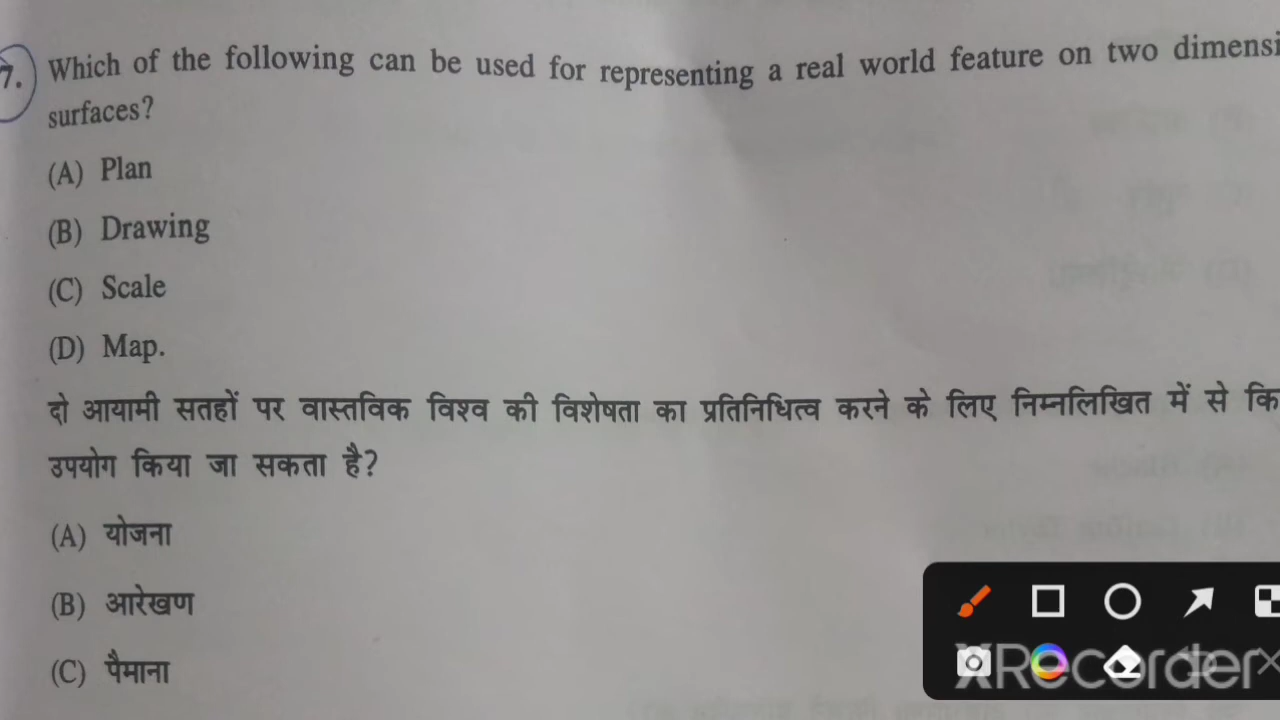 7. Which of the following can be used for representing a real world feature on two dimensi
surfaces?
(A) Plan
(B) Drawing
(C) Scale
(D) Map.
दो आयामी सतहों पर वास्तविक विश्व की विशेषता का प्रतिनिधित्व करने के लिए निम्नलिखित में से कि
उपयोग किया जा सकता है?
(A) योजना
(B) आरेखण
(C) पैमाना
XRecorder